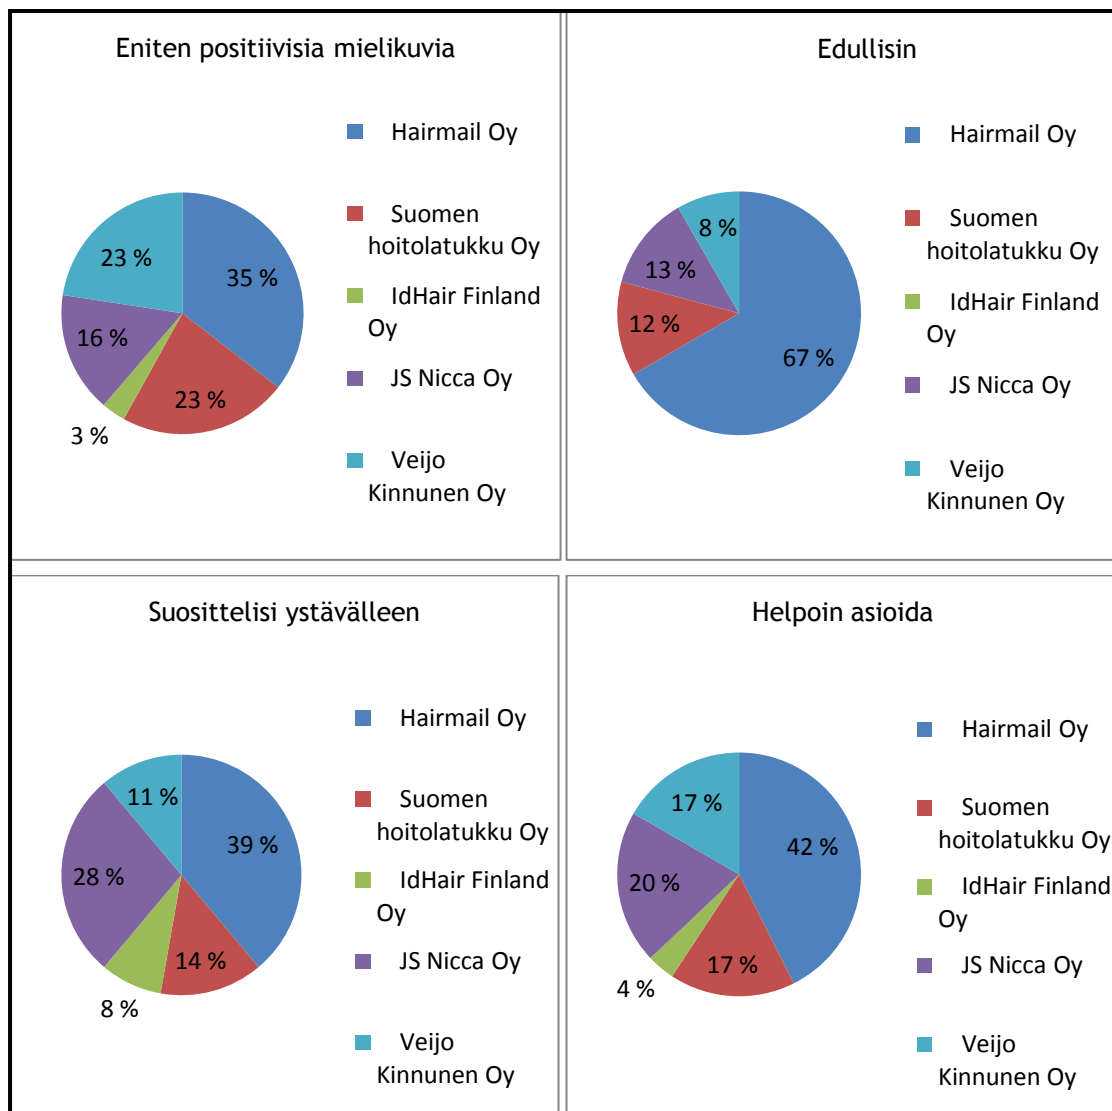 Eniten positiivisia mielikuvia
Hairmail Oy
Suomen
hoitolatukku Oy
IdHair Finland
Oy
JS Nicca Oy
Veijo
Kinnunen Oy
35 %
23 %
3 %
16 %
23 %
Edullisin
Hairmail Oy
Suomen
hoitolatukku Oy
IdHair Finland
Oy
JS Nicca Oy
Veijo
Kinnunen Oy
67 %
12 %
13 %
8 %
Suosittelisi ystävälleen
Hairmail Oy
Suomen
hoitolatukku Oy
IdHair Finland
Oy
JS Nicca Oy
Veijo
Kinnunen Oy
39 %
14 %
8 %
28 %
11 %
Helpoin asioida
Hairmail Oy
Suomen
hoitolatukku Oy
IdHair Finland
Oy
JS Nicca Oy
Veijo
Kinnunen Oy
42 %
17 %
4 %
20 %
17 %